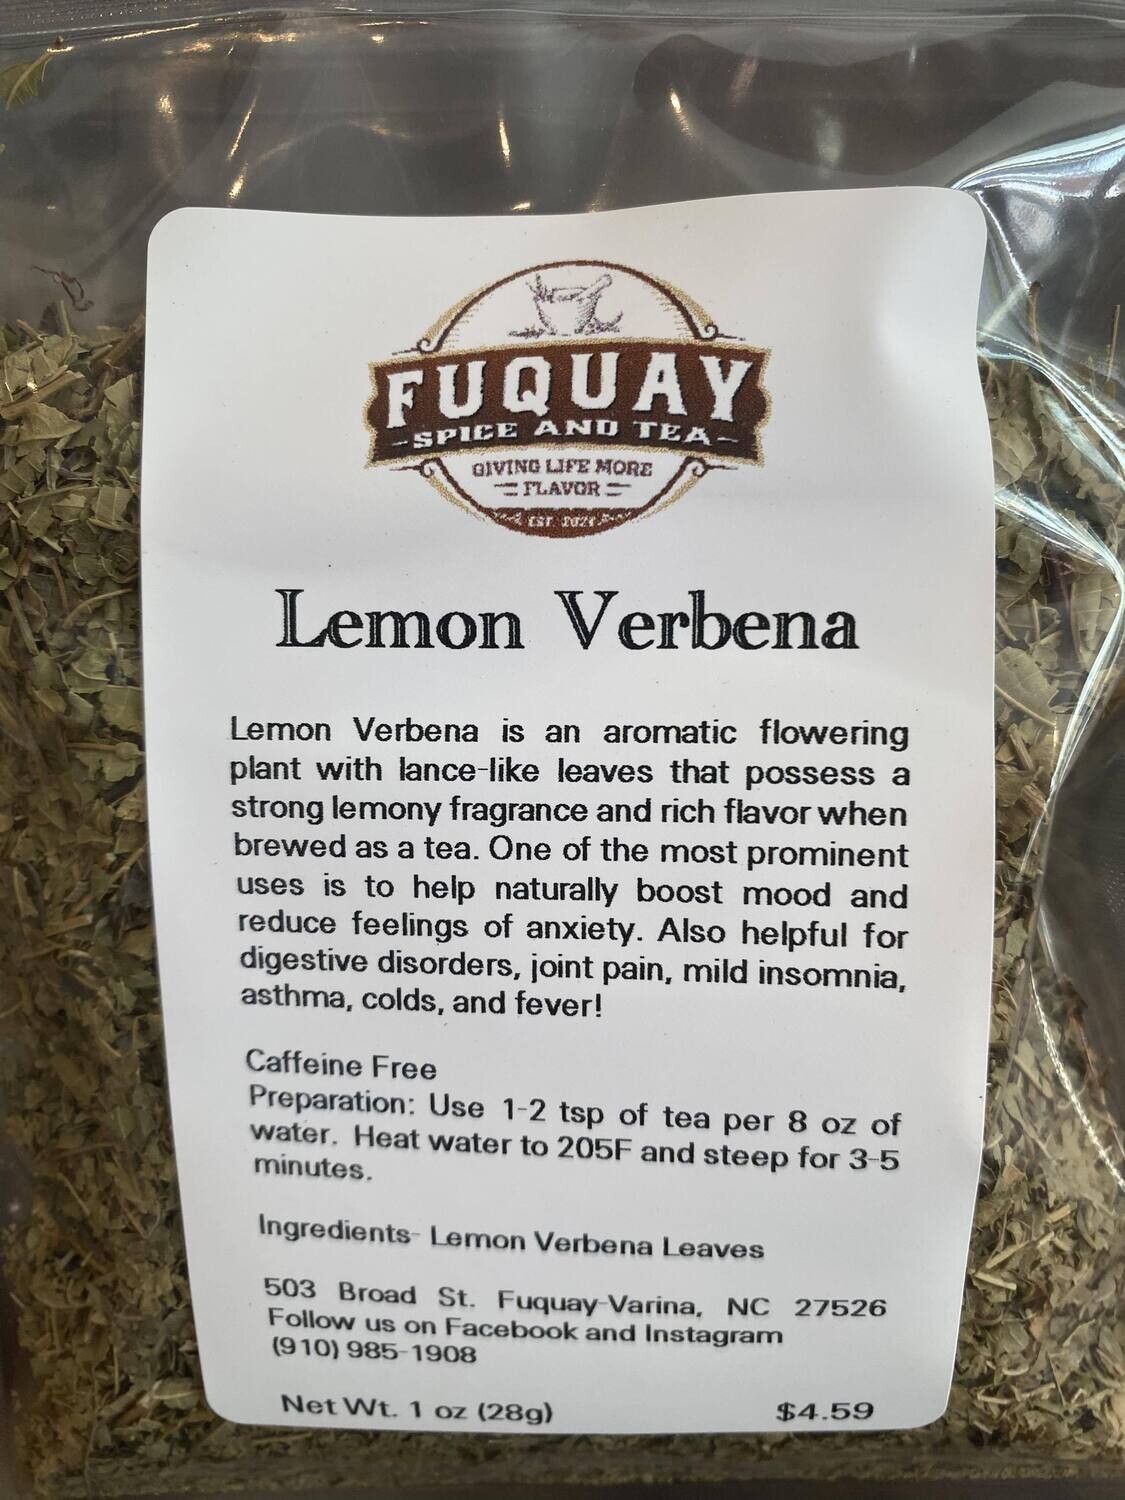 FUQUAY
-SPICE AND TEA-
GIVING LIFE MORE
FLAVOR
EST. 2021
Lemon Verbena
Lemon Verbena is an aromatic flowering
plant with lance-like leaves that possess a
strong lemony fragrance and rich flavor when
brewed as a tea. One of the most prominent
uses is to help naturally boost mood and
reduce feelings of anxiety. Also helpful for
digestive disorders, joint pain, mild insomnia,
asthma, colds, and fever!
Caffeine Free
Preparation: Use 1-2 tsp of tea per 8 oz of
water. Heat water to 205F and steep for 3-5
minutes.
Ingredients- Lemon Verbena Leaves
503 Broad St. Fuquay-Varina, NC 27526
Follow us on Facebook and Instagram
(910) 985-1908
Net Wt. 1 oz (28g) $4.59